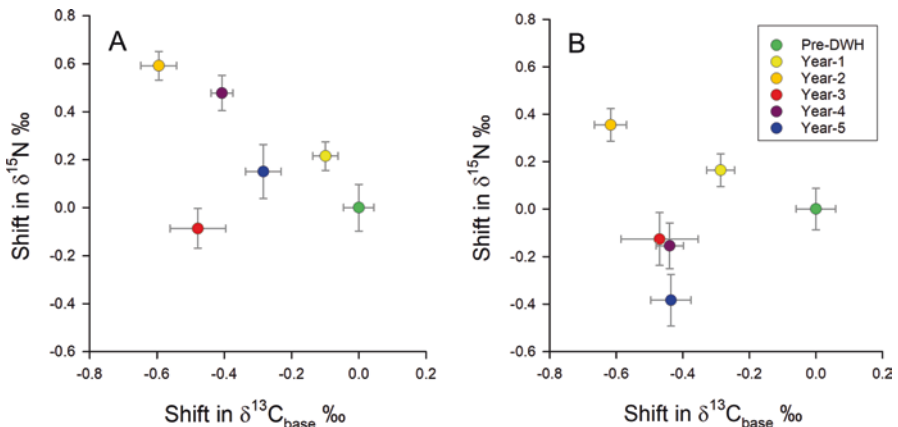 A
0.8
0.6
0.4
0.2
0.0
-0.2
-0.4
-0.6
Shift in δ¹⁵N ‰
-0.8
-0.6
-0.4
-0.2
0.0
0.2
Shift in δ¹³C_base ‰
B
0.8
0.6
0.4
0.2
0.0
-0.2
-0.4
-0.6
Shift in δ¹⁵N ‰
-0.8
-0.6
-0.4
-0.2
0.0
0.2
Shift in δ¹³C_base ‰
Pre-DWH
Year-1
Year-2
Year-3
Year-4
Year-5